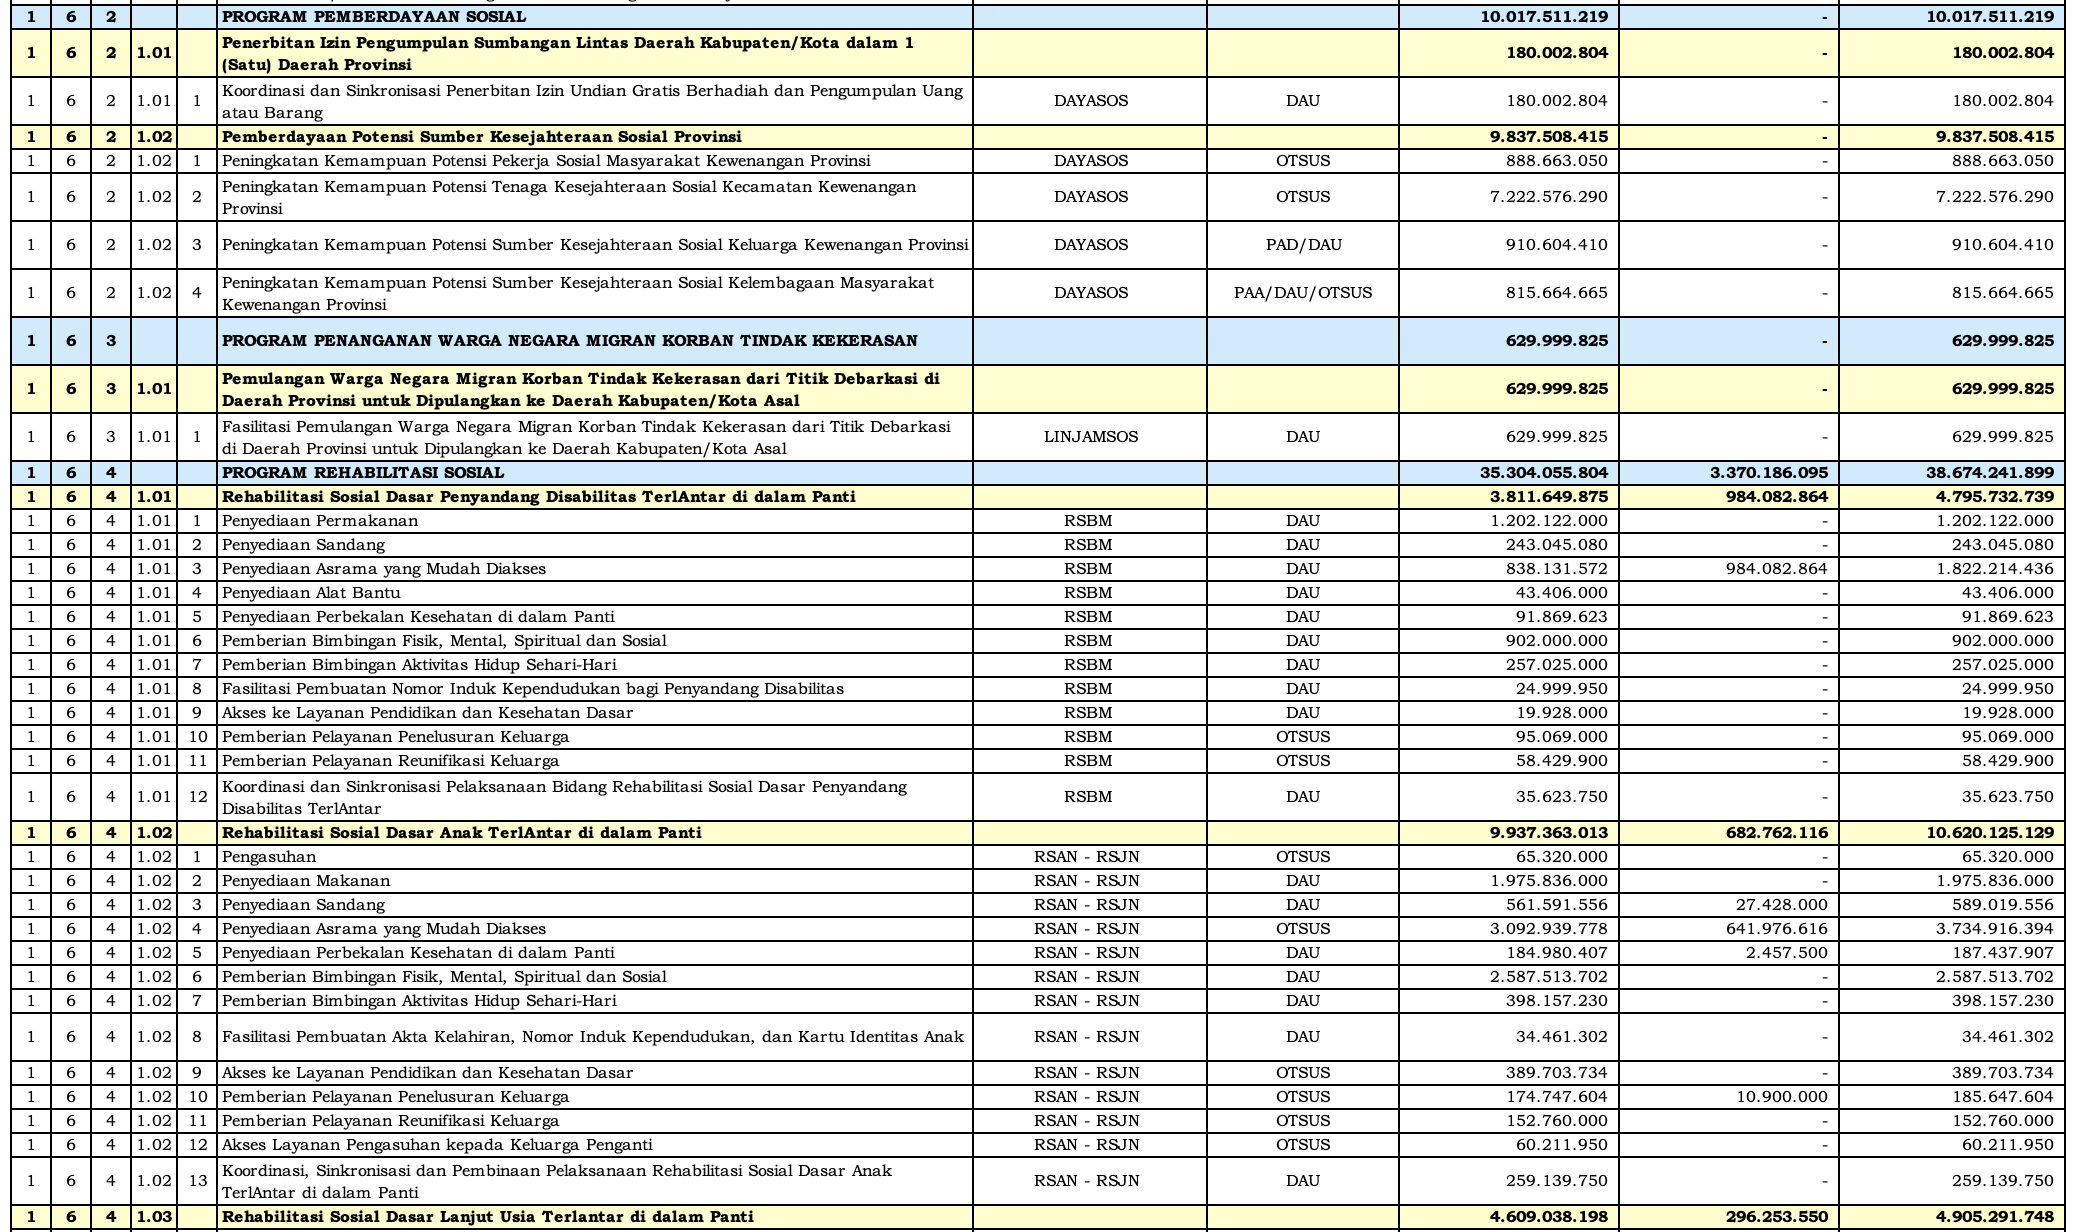 1 6 2 PROGRAM PEMBERDAYAAN SOSIAL 10.017.511.219 - 10.017.511.219
1 6 2 1.01 Penerbitan Izin Pengumpulan Sumbangan Lintas Daerah Kabupaten/Kota dalam 1
(Satu) Daerah Provinsi 180.002.804 - 180.002.804
1 6 2 1.01 1 Koordinasi dan Sinkronisasi Penerbitan Izin Undian Gratis Berhadiah dan Pengumpulan Uang
atau Barang DAYASOS DAU 180.002.804 - 180.002.804
1 6 2 1.02 Pemberdayaan Potensi Sumber Kesejahteraan Sosial Provinsi 9.837.508.415 - 9.837.508.415
1 6 2 1.02 1 Peningkatan Kemampuan Potensi Pekerja Sosial Masyarakat Kewenangan Provinsi DAYASOS OTSUS 888.663.050 - 888.663.050
1 6 2 1.02 2 Peningkatan Kemampuan Potensi Tenaga Kesejahteraan Sosial Kecamatan Kewenangan
Provinsi DAYASOS OTSUS 7.222.576.290 - 7.222.576.290
1 6 2 1.02 3 Peningkatan Kemampuan Potensi Sumber Kesejahteraan Sosial Keluarga Kewenangan Provinsi DAYASOS PAD/DAU 910.604.410 - 910.604.410
1 6 2 1.02 4 Peningkatan Kemampuan Potensi Sumber Kesejahteraan Sosial Kelembagaan Masyarakat
Kewenangan Provinsi DAYASOS PAA/DAU/OTSUS 815.664.665 - 815.664.665
1 6 3 PROGRAM PENANGANAN WARGA NEGARA MIGRAN KORBAN TINDAK KEKERASAN 629.999.825 - 629.999.825
1 6 3 1.01 Pemulangan Warga Negara Migran Korban Tindak Kekerasan dari Titik Debarkasi di
Daerah Provinsi untuk Dipulangkan ke Daerah Kabupaten/Kota Asal 629.999.825 - 629.999.825
1 6 3 1.01 1 Fasilitasi Pemulangan Warga Negara Migran Korban Tindak Kekerasan dari Titik Debarkasi
di Daerah Provinsi untuk Dipulangkan ke Daerah Kabupaten/Kota Asal LINJAMSOS DAU 629.999.825 - 629.999.825
1 6 4 PROGRAM REHABILITASI SOSIAL 35.304.055.804 3.370.186.095 38.674.241.899
1 6 4 1.01 Rehabilitasi Sosial Dasar Penyandang Disabilitas TerlAntar di dalam Panti 3.811.649.875 984.082.864 4.795.732.739
1 6 4 1.01 1 Penyediaan Permakanan RSBM DAU 1.202.122.000 - 1.202.122.000
1 6 4 1.01 2 Penyediaan Sandang RSBM DAU 243.045.080 - 243.045.080
1 6 4 1.01 3 Penyediaan Asrama yang Mudah Diakses RSBM DAU 838.131.572 984.082.864 1.822.214.436
1 6 4 1.01 4 Penyediaan Alat Bantu RSBM DAU 43.406.000 - 43.406.000
1 6 4 1.01 5 Penyediaan Perbekalan Kesehatan di dalam Panti RSBM DAU 91.869.623 - 91.869.623
1 6 4 1.01 6 Pemberian Bimbingan Fisik, Mental, Spiritual dan Sosial RSBM DAU 902.000.000 - 902.000.000
1 6 4 1.01 7 Pemberian Bimbingan Aktivitas Hidup Sehari-Hari RSBM DAU 257.025.000 - 257.025.000
1 6 4 1.01 8 Fasilitasi Pembuatan Nomor Induk Kependudukan bagi Penyandang Disabilitas RSBM DAU 24.999.950 - 24.999.950
1 6 4 1.01 9 Akses ke Layanan Pendidikan dan Kesehatan Dasar RSBM DAU 19.928.000 - 19.928.000
1 6 4 1.01 10 Pemberian Pelayanan Penelusuran Keluarga RSBM OTSUS 95.069.000 - 95.069.000
1 6 4 1.01 11 Pemberian Pelayanan Reunifikasi Keluarga RSBM OTSUS 58.429.900 - 58.429.900
1 6 4 1.01 12 Koordinasi dan Sinkronisasi Pelaksanaan Bidang Rehabilitasi Sosial Dasar Penyandang
Disabilitas TerlAntar RSBM DAU 35.623.750 - 35.623.750
1 6 4 1.02 Rehabilitasi Sosial Dasar Anak TerlAntar di dalam Panti 9.937.363.013 682.762.116 10.620.125.129
1 6 4 1.02 1 Pengasuhan RSAN - RSJN OTSUS 65.320.000 - 65.320.000
1 6 4 1.02 2 Penyediaan Makanan RSAN - RSJN DAU 1.975.836.000 - 1.975.836.000
1 6 4 1.02 3 Penyediaan Sandang RSAN - RSJN DAU 561.591.556 27.428.000 589.019.556
1 6 4 1.02 4 Penyediaan Asrama yang Mudah Diakses RSAN - RSJN OTSUS 3.092.939.778 641.976.616 3.734.916.394
1 6 4 1.02 5 Penyediaan Perbekalan Kesehatan di dalam Panti RSAN - RSJN DAU 184.980.407 2.457.500 187.437.907
1 6 4 1.02 6 Pemberian Bimbingan Fisik, Mental, Spiritual dan Sosial RSAN - RSJN DAU 2.587.513.702 - 2.587.513.702
1 6 4 1.02 7 Pemberian Bimbingan Aktivitas Hidup Sehari-Hari RSAN - RSJN DAU 398.157.230 - 398.157.230
1 6 4 1.02 8 Fasilitasi Pembuatan Akta Kelahiran, Nomor Induk Kependudukan, dan Kartu Identitas Anak RSAN - RSJN DAU 34.461.302 - 34.461.302
1 6 4 1.02 9 Akses ke Layanan Pendidikan dan Kesehatan Dasar RSAN - RSJN OTSUS 389.703.734 - 389.703.734
1 6 4 1.02 10 Pemberian Pelayanan Penelusuran Keluarga RSAN - RSJN OTSUS 174.747.604 10.900.000 185.647.604
1 6 4 1.02 11 Pemberian Pelayanan Reunifikasi Keluarga RSAN - RSJN OTSUS 152.760.000 - 152.760.000
1 6 4 1.02 12 Akses Layanan Pengasuhan kepada Keluarga Penganti RSAN - RSJN OTSUS 60.211.950 - 60.211.950
1 6 4 1.02 13 Koordinasi, Sinkronisasi dan Pembinaan Pelaksanaan Rehabilitasi Sosial Dasar Anak
TerlAntar di dalam Panti RSAN - RSJN DAU 259.139.750 - 259.139.750
1 6 4 1.03 Rehabilitasi Sosial Dasar Lanjut Usia Terlantar di dalam Panti 4.609.038.198 296.253.550 4.905.291.748